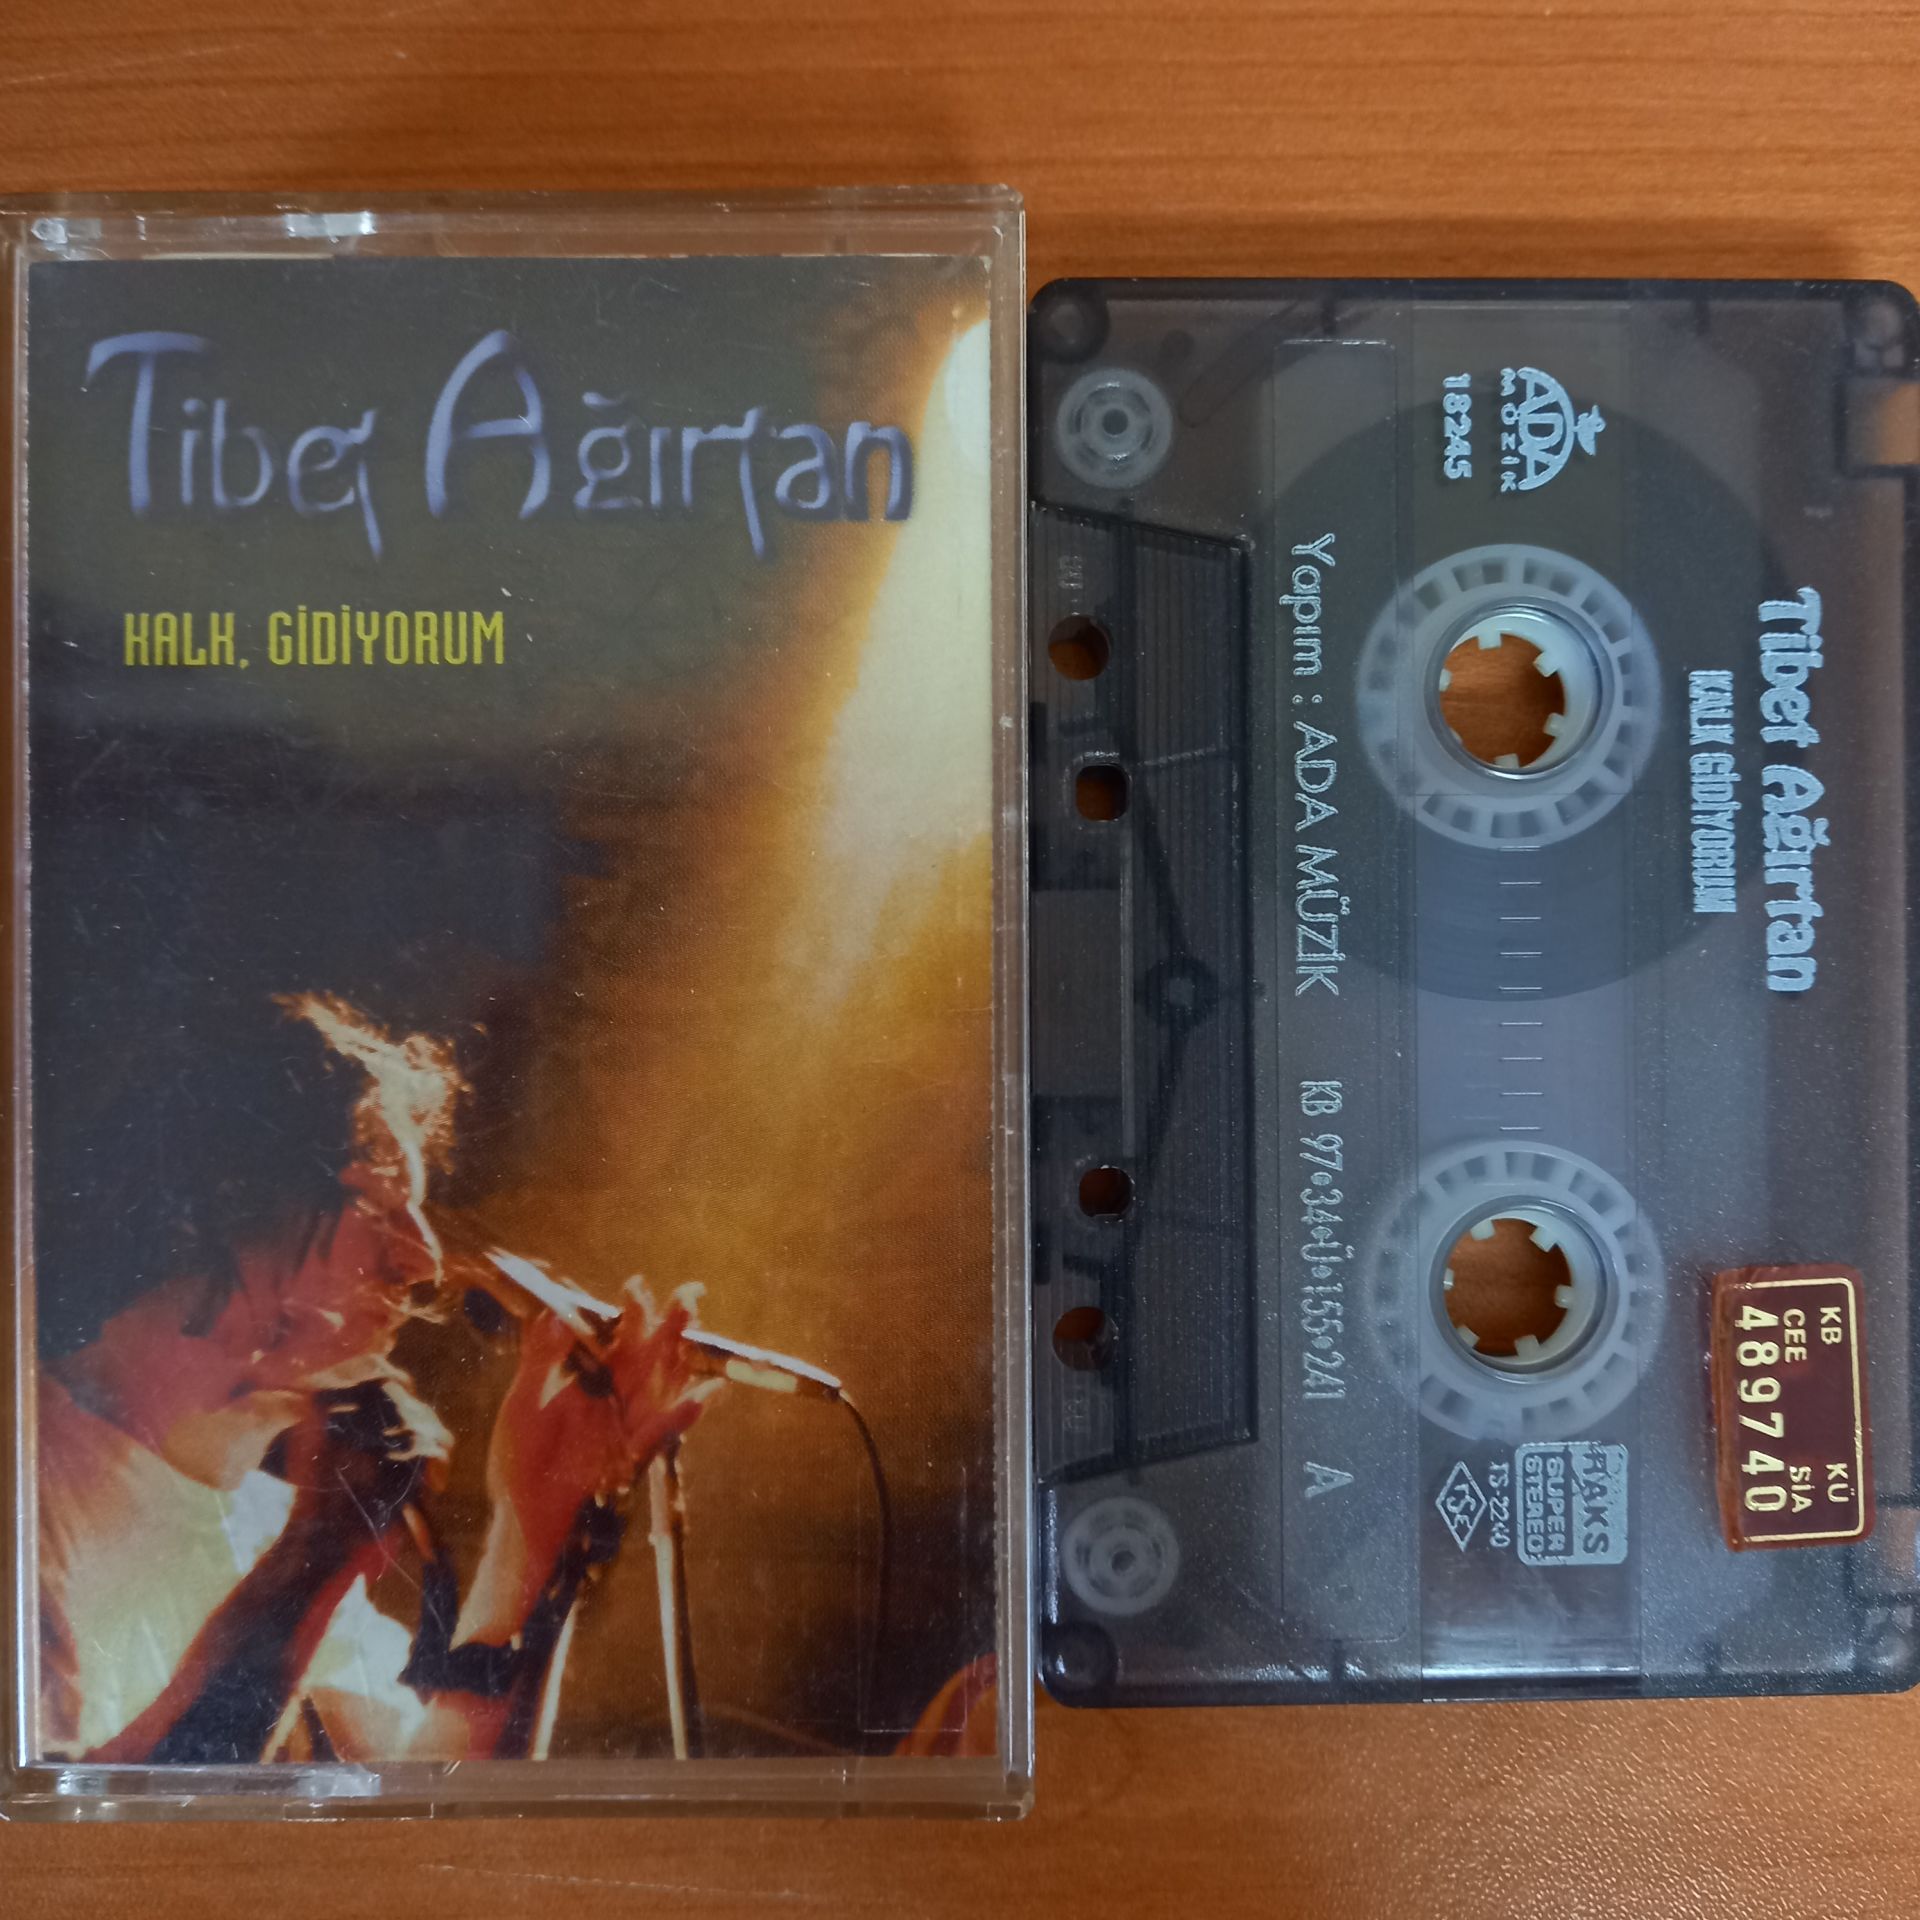 Tibet Ağırtan
KALK, GİDİYORUM
Tibet Ağırtan
KALK GİDİYORUM
ADA
MÜZİK
18245
Yapım : ADA MÜZİK KB 97•34•Ü•155•241 A
RAKS
SUPER
STEREO
TS-2240
TSE
KB KÜ
CEE SİA
489740